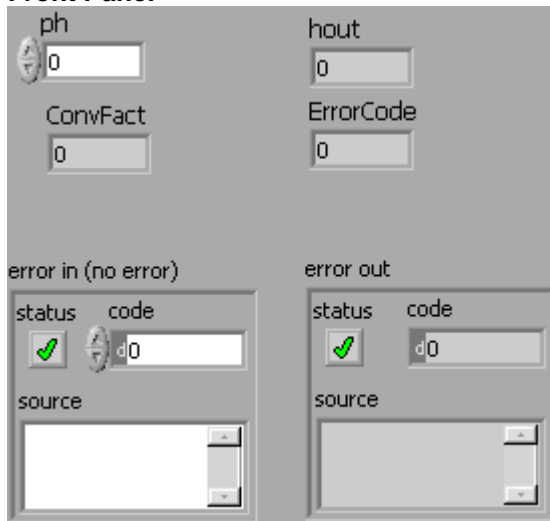 Front Panel
ph
hout
0
0
ConvFact
ErrorCode
0
0
error in (no error)
error out
status code
status code
d0
d0
source
source